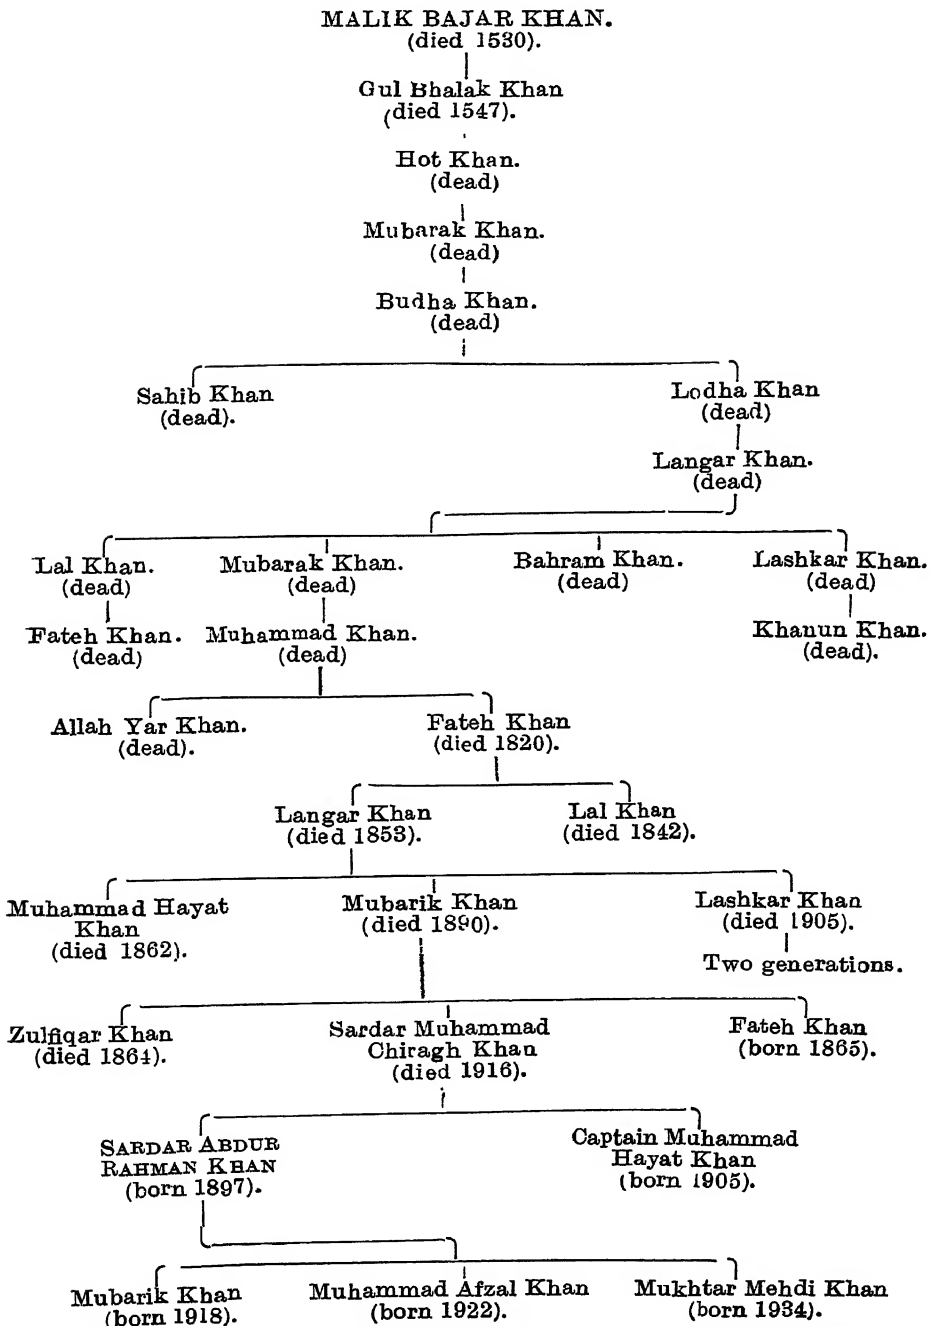 MALIK BAJAR KHAN.
(died 1530).
Gul Bhalak Khan
(died 1547).
Hot Khan.
(dead)
Mubarak Khan.
(dead)
Budha Khan.
(dead)
Sahib Khan
(dead).
Lodha Khan
(dead)
Langar Khan.
(dead)
Lal Khan.
(dead)
Mubarak Khan.
(dead)
Bahram Khan.
(dead)
Lashkar Khan.
(dead)
Fateh Khan.
(dead)
Muhammad Khan.
(dead)
Khanun Khan.
(dead).
Allah Yar Khan.
(dead).
Fateh Khan
(died 1820).
Langar Khan
(died 1853).
Lal Khan
(died 1842).
Muhammad Hayat
Khan
(died 1862).
Mubarik Khan
(died 1890).
Lashkar Khan
(died 1905).
Two generations.
Zulfiqar Khan
(died 1864).
Sardar Muhammad
Chiragh Khan
(died 1916).
Fateh Khan
(born 1865).
SARDAR ABDUR
RAHMAN KHAN
(born 1897).
Captain Muhammad
Hayat Khan
(born 1905).
Mubarik Khan
(born 1918).
Muhammad Afzal Khan
(born 1922).
Mukhtar Mehdi Khan
(born 1934).